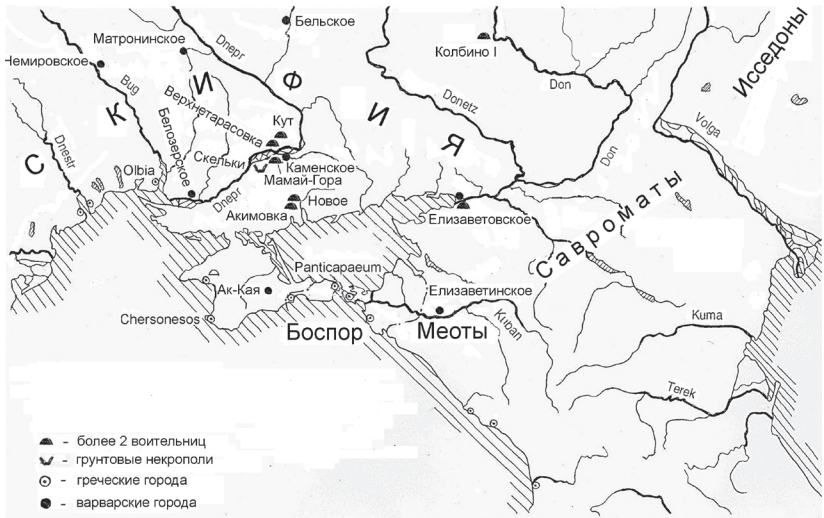 Бельское
Матронинское
Dnepr
Колбино I
Исседоны
Немировское
Bug
Don
Верхнетарасовка
Кут
Donetz
Volga
СКИФИЯ
Белозерское
Скельки
Каменское
Мамай-Гора
Dnestr
Olbia
Dnepr
Новое
Акимовка
Don
Елизаветовское
Савроматы
Panticapaeum
Ак-Кая
Елизаветинское
Chersonesos
Боспор
Меоты
Kuban
Kuma
Terek
- более 2 воительниц
- грунтовые некрополи
- греческие города
- варварские города